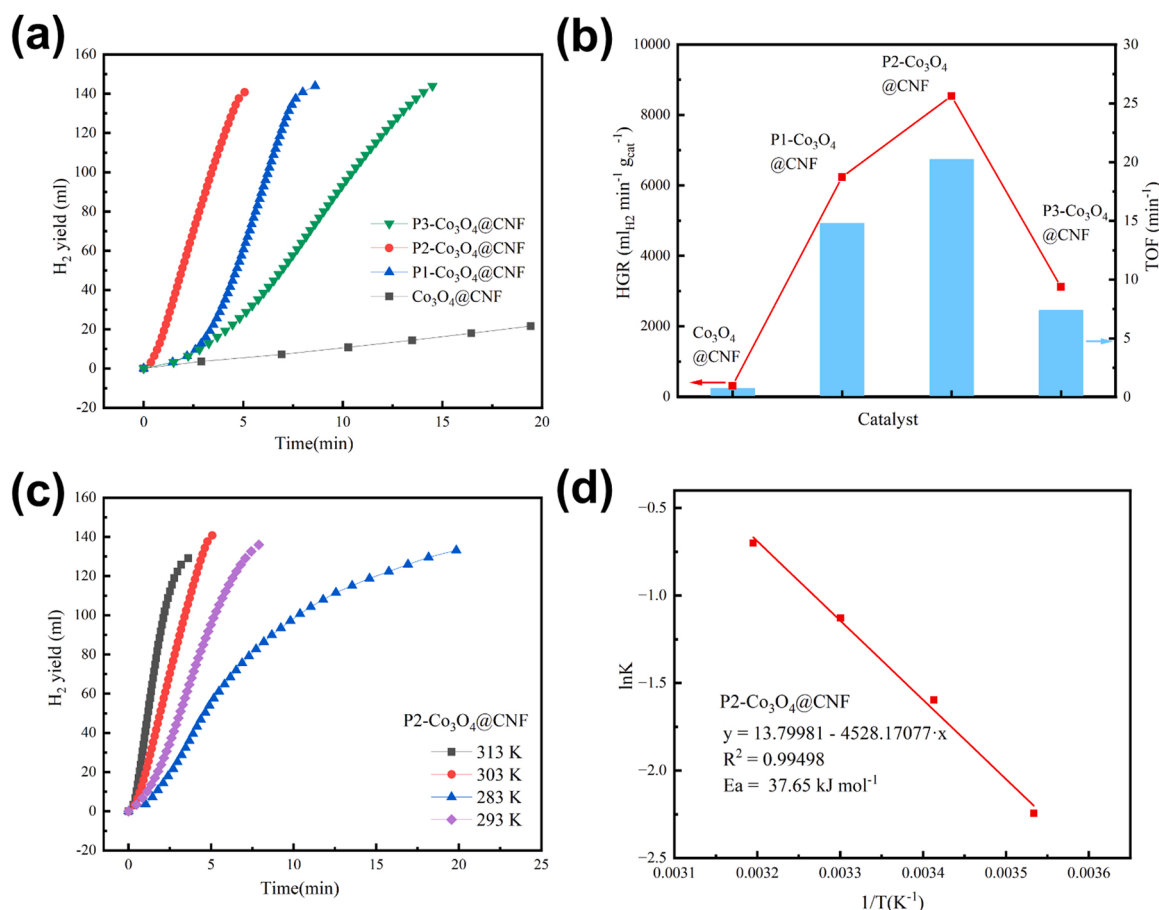 (a)
160
140
120
100
80
60
40
20
0
-20
H₂ yield (ml)
P3-Co₃O₄@CNF
P2-Co₃O₄@CNF
P1-Co₃O₄@CNF
Co₃O₄@CNF
0 5 10 15 20
Time(min)
(b)
10000
8000
6000
4000
2000
0
HGR (ml_H2 min⁻¹ g_cat⁻¹)
Co₃O₄
@CNF
P1-Co₃O₄
@CNF
P2-Co₃O₄
@CNF
P3-Co₃O₄
@CNF
30
25
20
15
10
5
0
TOF (min⁻¹)
Catalyst
(c)
160
140
120
100
80
60
40
20
0
-20
H₂ yield (ml)
P2-Co₃O₄@CNF
313 K
303 K
283 K
293 K
0 5 10 15 20 25
Time(min)
(d)
−0.5
−1.0
−1.5
−2.0
−2.5
lnK
P2-Co₃O₄@CNF
y = 13.79981 - 4528.17077·x
R² = 0.99498
Ea = 37.65 kJ mol⁻¹
0.0031 0.0032 0.0033 0.0034 0.0035 0.0036
1/T(K⁻¹)